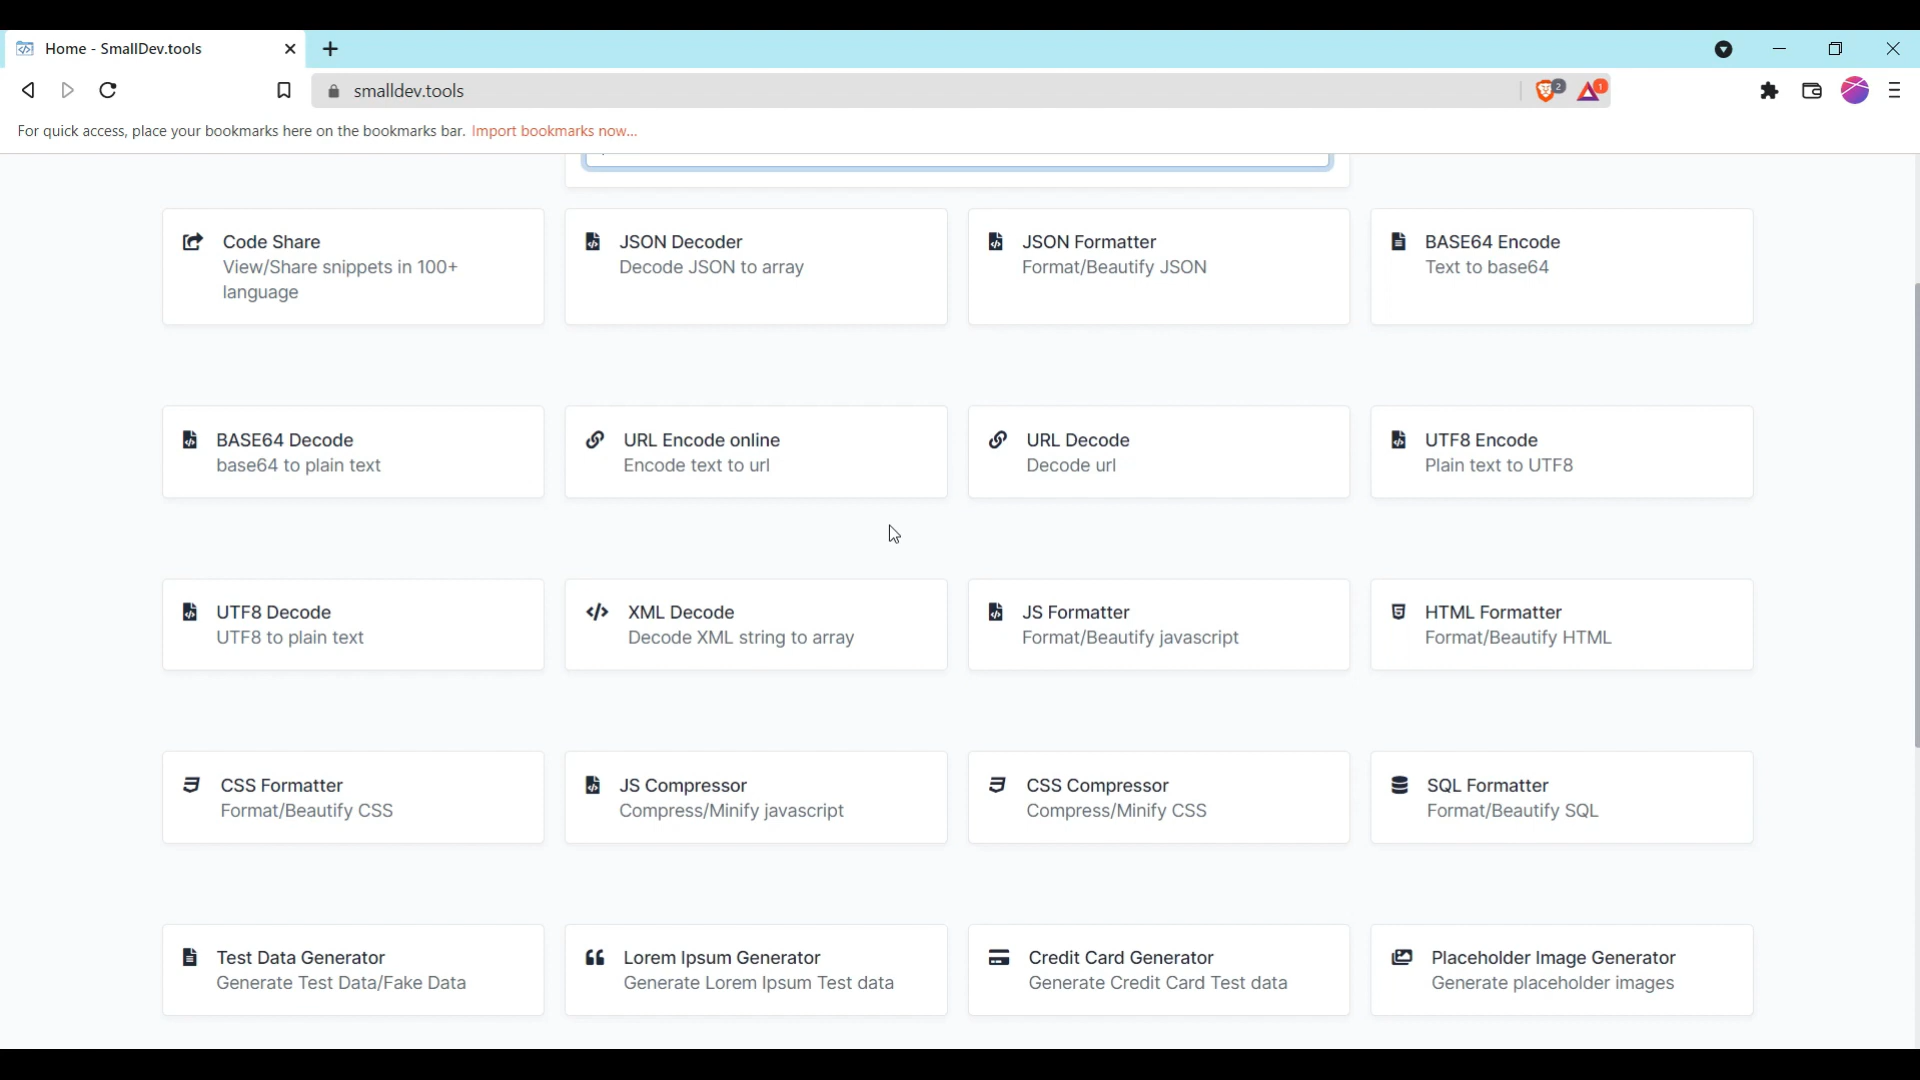 Home - SmallDev.tools
smalldev.tools
2
1
For quick access, place your bookmarks here on the bookmarks bar. Import bookmarks now...
Code Share
View/Share snippets in 100+
language
JSON Decoder
Decode JSON to array
JSON Formatter
Format/Beautify JSON
BASE64 Encode
Text to base64
BASE64 Decode
base64 to plain text
URL Encode online
Encode text to url
URL Decode
Decode url
UTF8 Encode
Plain text to UTF8
UTF8 Decode
UTF8 to plain text
XML Decode
Decode XML string to array
JS Formatter
Format/Beautify javascript
HTML Formatter
Format/Beautify HTML
CSS Formatter
Format/Beautify CSS
JS Compressor
Compress/Minify javascript
CSS Compressor
Compress/Minify CSS
SQL Formatter
Format/Beautify SQL
Test Data Generator
Generate Test Data/Fake Data
Lorem Ipsum Generator
Generate Lorem Ipsum Test data
Credit Card Generator
Generate Credit Card Test data
Placeholder Image Generator
Generate placeholder images